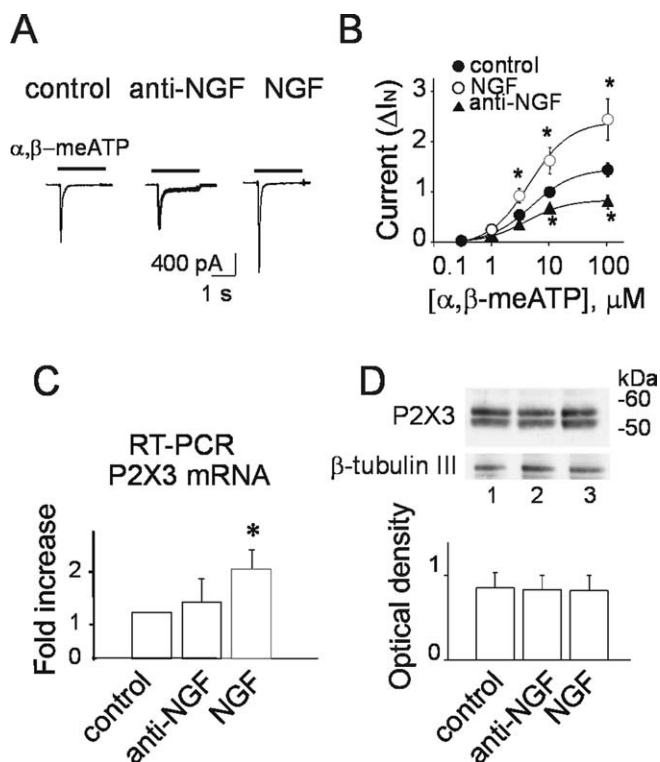 A
control anti-NGF NGF
α,β-meATP
400 pA
1 s
B
control
NGF
anti-NGF
Current (ΔIN)
3
2
1
0
* * * * *
0.1 1 10 100
[α,β-meATP], μM
C
RT-PCR
P2X3 mRNA
Fold increase
2
1
0
*
control
anti-NGF
NGF
D
kDa
P2X3
-60
-50
β-tubulin III
1 2 3
Optical density
1
0
control
anti-NGF
NGF